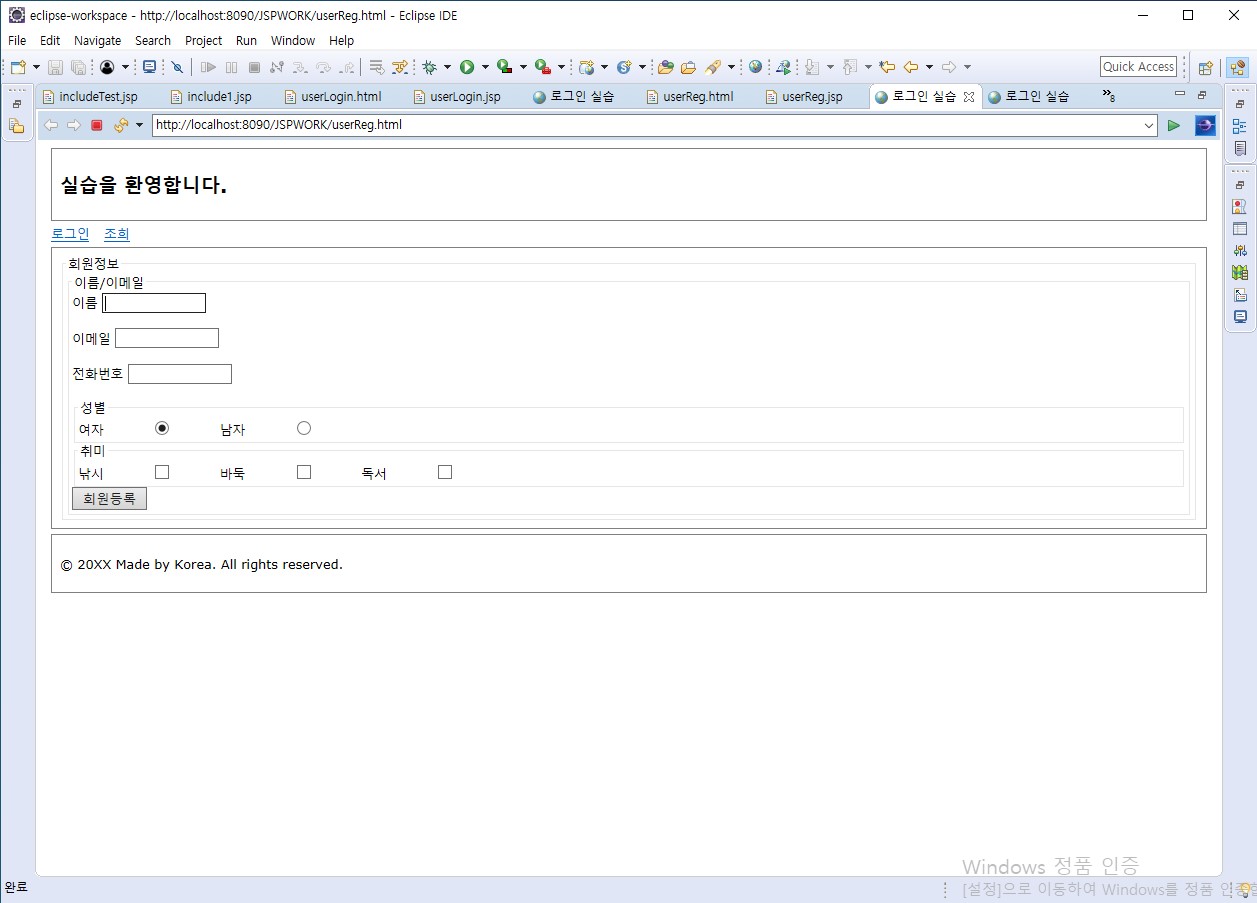 eclipse-workspace - http://localhost:8090/JSPWORK/userReg.html - Eclipse IDE
File Edit Navigate Search Project Run Window Help
Quick Access
includeTest.jsp include1.jsp userLogin.html userLogin.jsp 로그인 실습 userReg.html userReg.jsp 로그인 실습 로그인 실습 »8
http://localhost:8090/JSPWORK/userReg.html
실습을 환영합니다.
로그인 조희
회원정보
이름/이메일
이름
이메일
전화번호
성별
여자 남자
취미
낚시 바둑 독서
회원등록
© 20XX Made by Korea. All rights reserved.
Windows 정품 인증
완료
[설정]으로 이동하여 Windows를 정품 인증합